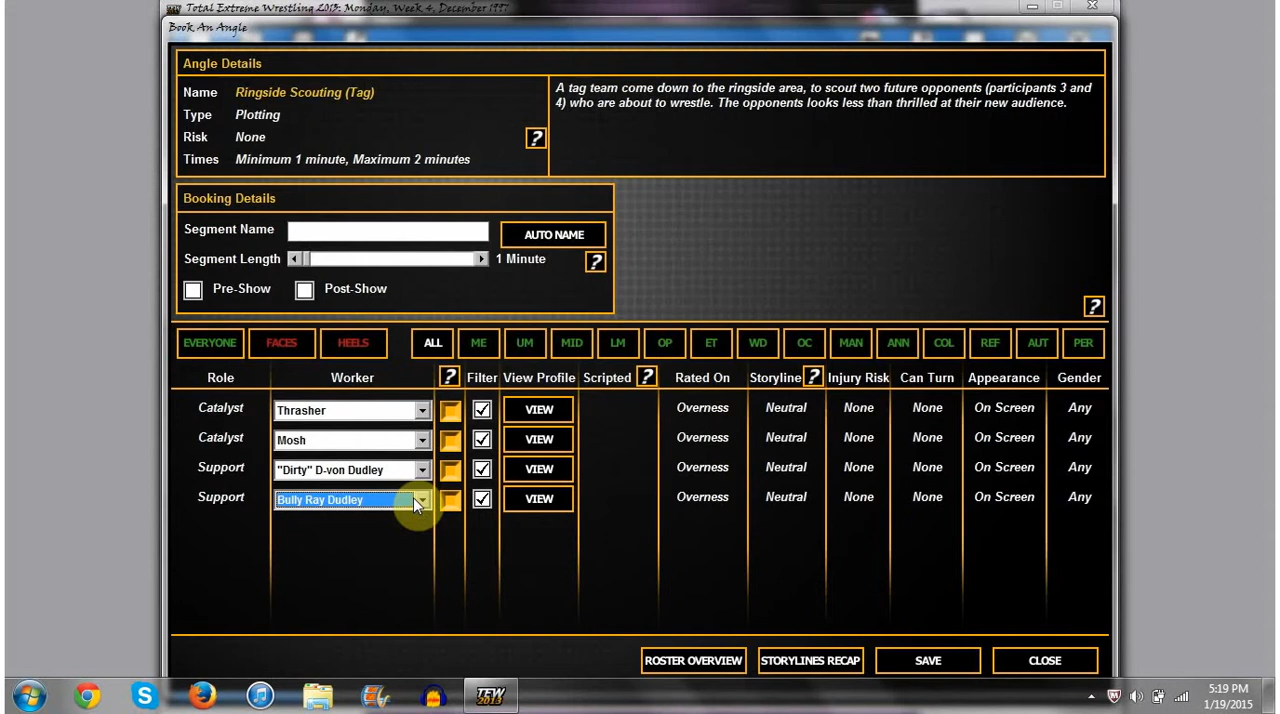 Total Extreme Wrestling 2013: Monday, Week 4, December 1997
Book An Angle
Angle Details
Name Ringside Scouting (Tag)
Type Plotting
Risk None
?
Times Minimum 1 minute, Maximum 2 minutes
A tag team come down to the ringside area, to scout two future opponents (participants 3 and
4) who are about to wrestle. The opponents looks less than thrilled at their new audience.
Booking Details
Segment Name AUTO NAME
Segment Length 1 Minute ?
Pre-Show Post-Show
?
EVERYONE FACES HEELS ALL ME UM MID LM OP ET WD OC MAN ANN COL REF AUT PER
Role Worker ? Filter View Profile Scripted ? Rated On Storyline ? Injury Risk Can Turn Appearance Gender
Catalyst Thrasher VIEW Overness Neutral None None On Screen Any
Catalyst Mosh VIEW Overness Neutral None None On Screen Any
Support "Dirty" D-von Dudley VIEW Overness Neutral None None On Screen Any
Support Bully Ray Dudley VIEW Overness Neutral None None On Screen Any
ROSTER OVERVIEW STORYLINES RECAP SAVE CLOSE
TEW 2013
5:19 PM
1/19/2015